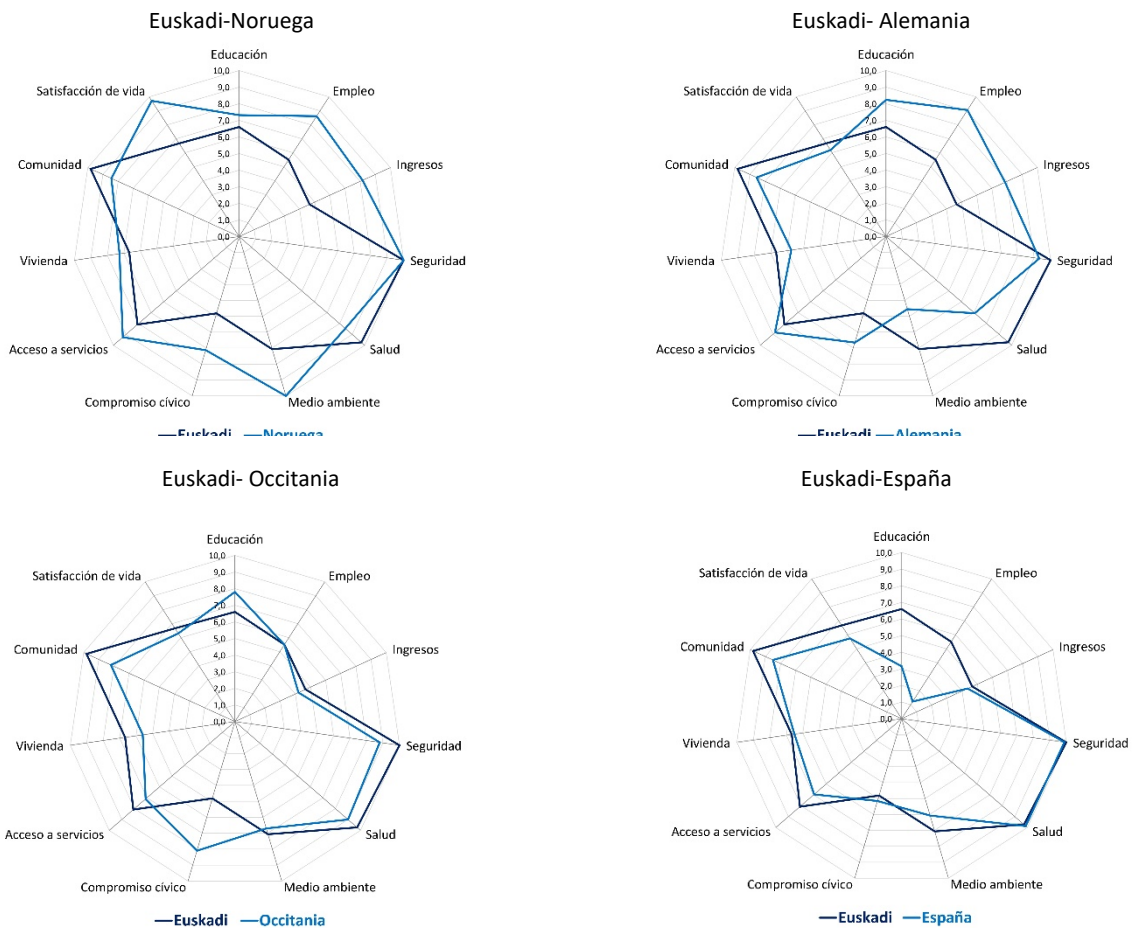 Euskadi-Noruega
Educación
Empleo
Ingresos
Seguridad
Salud
Medio ambiente
Compromiso cívico
Acceso a servicios
Vivienda
Comunidad
Satisfacción de vida
10,0
9,0
8,0
7,0
6,0
5,0
4,0
3,0
2,0
1,0
0,0
Euskadi Noruega
Euskadi- Alemania
Educación
Empleo
Ingresos
Seguridad
Salud
Medio ambiente
Compromiso cívico
Acceso a servicios
Vivienda
Comunidad
Satisfacción de vida
10,0
9,0
8,0
7,0
6,0
5,0
4,0
3,0
2,0
1,0
0,0
Euskadi Alemania
Euskadi- Occitania
Educación
Empleo
Ingresos
Seguridad
Salud
Medio ambiente
Compromiso cívico
Acceso a servicios
Vivienda
Comunidad
Satisfacción de vida
10,0
9,0
8,0
7,0
6,0
5,0
4,0
3,0
2,0
1,0
0,0
Euskadi Occitania
Euskadi-España
Educación
Empleo
Ingresos
Seguridad
Salud
Medio ambiente
Compromiso cívico
Acceso a servicios
Vivienda
Comunidad
Satisfacción de vida
10,0
9,0
8,0
7,0
6,0
5,0
4,0
3,0
2,0
1,0
0,0
Euskadi España